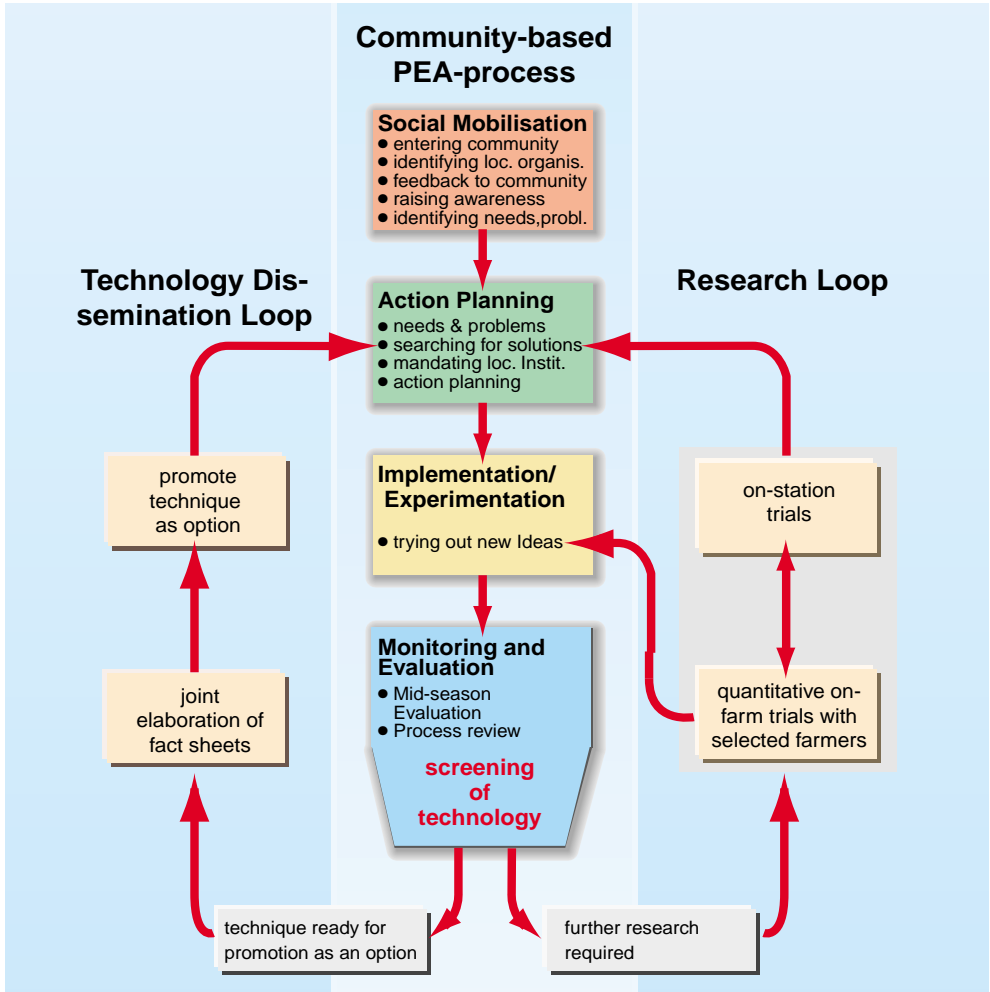 Community-based
PEA-process
Social Mobilisation
● entering community
● identifying loc. organis.
● feedback to community
● raising awareness
● identifying needs,probl.
Technology Dis-
semination Loop
Research Loop
Action Planning
● needs & problems
● searching for solutions
● mandating loc. Instit.
● action planning
promote
technique
as option
Implementation/
Experimentation
● trying out new Ideas
on-station
trials
joint
elaboration of
fact sheets
Monitoring and
Evaluation
● Mid-season
Evaluation
● Process review
screening
of
technology
quantitative on-
farm trials with
selected farmers
technique ready for
promotion as an option
further research
required